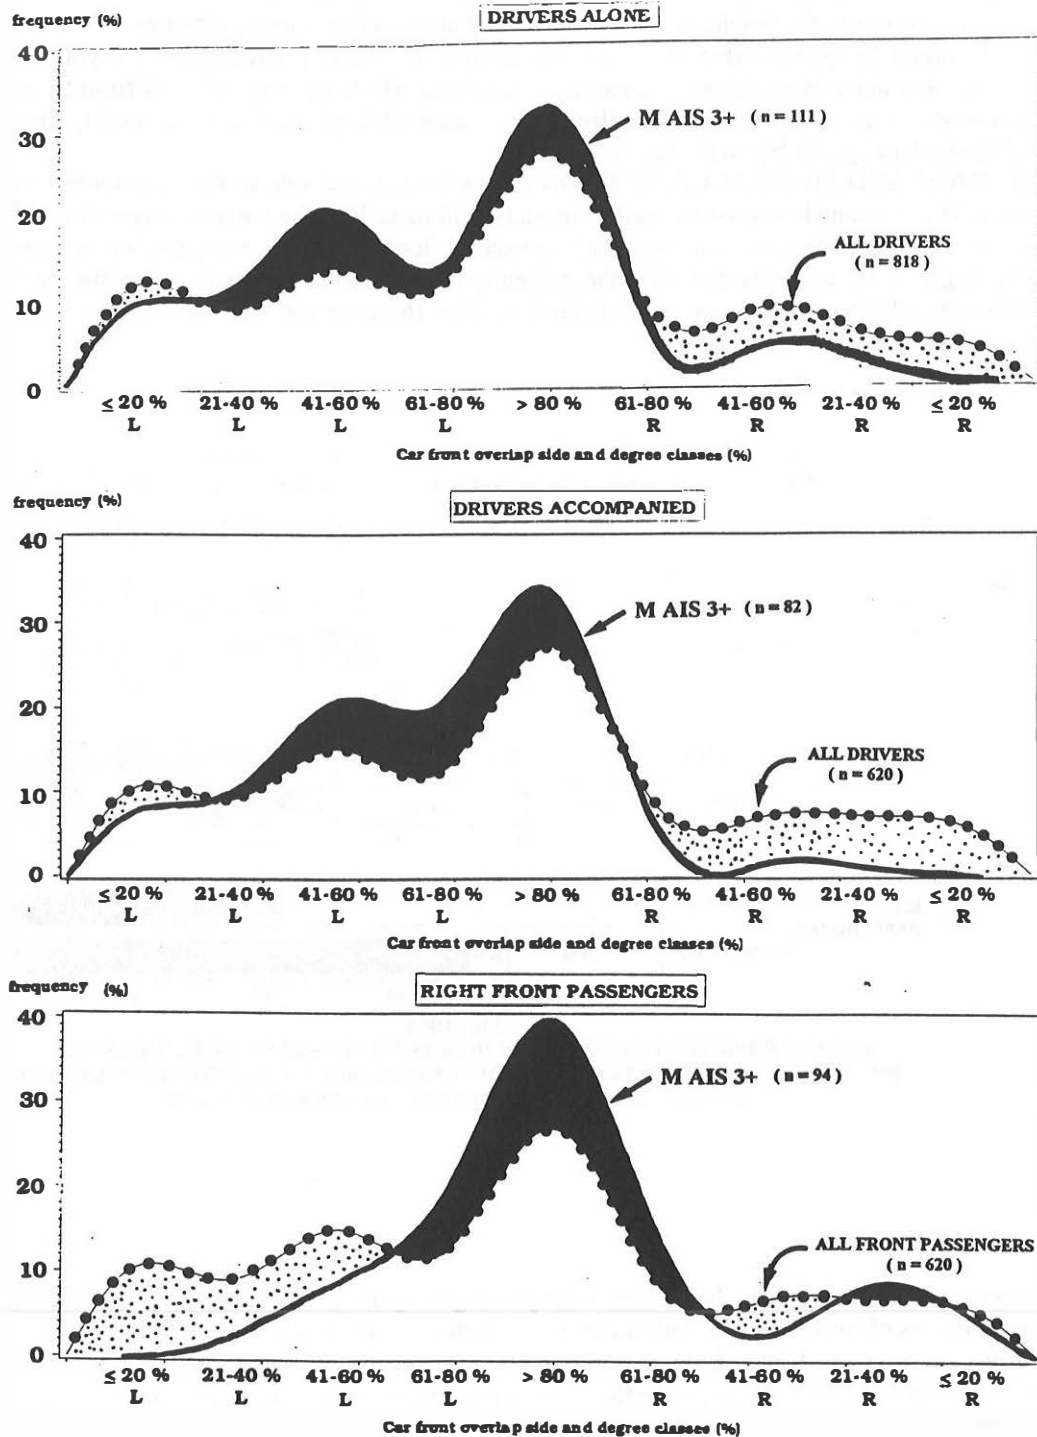 DRIVERS ALONE
frequency (%)
40
30
20
10
0
M AIS 3+ (n = 111)
ALL DRIVERS
(n = 818)
≤ 20 % 21-40 % 41-60 % 61-80 % > 80 % 61-80 % 41-60 % 21-40 % ≤ 20 %
L L L L R R R R
Car front overlap side and degree classes (%)
frequency (%)
DRIVERS ACCOMPANIED
40
30
20
10
0
M AIS 3+ (n = 82)
ALL DRIVERS
(n = 620)
≤ 20 % 21-40 % 41-60 % 61-80 % > 80 % 61-80 % 41-60 % 21-40 % ≤ 20 %
L L L L R R R R
Car front overlap side and degree classes (%)
frequency (%)
RIGHT FRONT PASSENGERS
40
30
20
10
0
M AIS 3+ (n = 94)
ALL FRONT PASSENGERS
(n = 620)
≤ 20 % 21-40 % 41-60 % 61-80 % > 80 % 61-80 % 41-60 % 21-40 % ≤ 20 %
L L L L R R R R
Car front overlap side and degree classes (%)